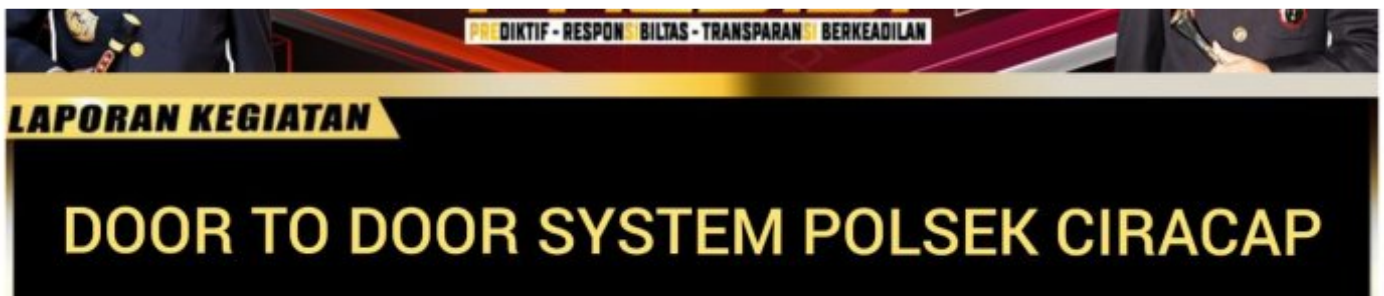 PREDIKTIF - RESPONSIBILTAS - TRANSPARANSI BERKEADILAN
LAPORAN KEGIATAN
DOOR TO DOOR SYSTEM POLSEK CIRACAP